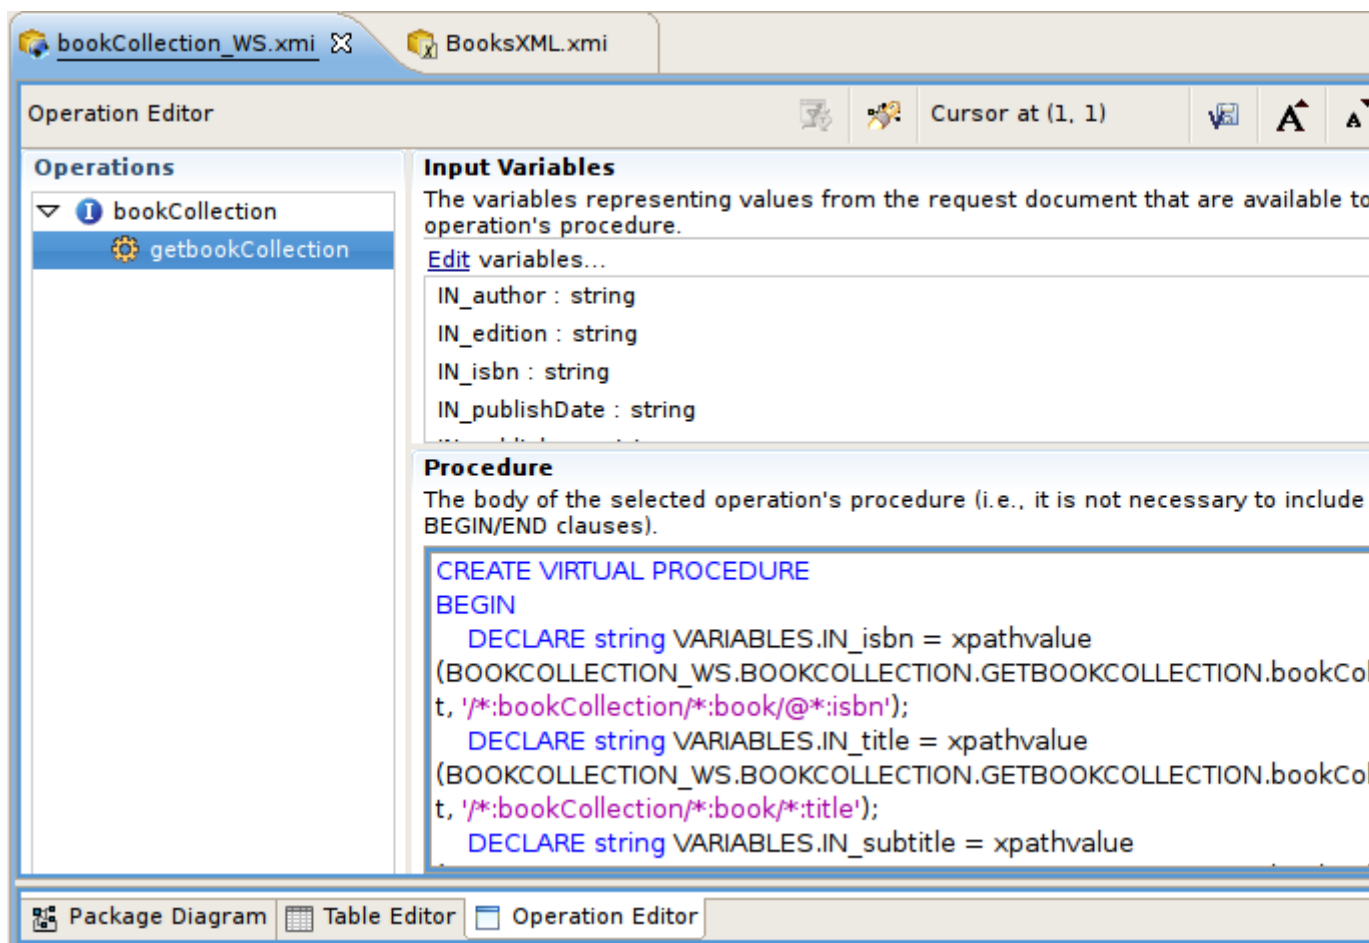 bookCollection_WS.xmi BooksXML.xmi
Operation Editor Cursor at (1, 1)
Operations
bookCollection
getbookCollection
Input Variables
The variables representing values from the request document that are available to
operation's procedure.
Edit variables...
IN_author : string
IN_edition : string
IN_isbn : string
IN_publishDate : string
Procedure
The body of the selected operation's procedure (i.e., it is not necessary to include
BEGIN/END clauses).
CREATE VIRTUAL PROCEDURE
BEGIN
DECLARE string VARIABLES.IN_isbn = xpathvalue
(BOOKCOLLECTION_WS.BOOKCOLLECTION.GETBOOKCOLLECTION.bookCol
t, '/*:bookCollection/*:book/@*:isbn');
DECLARE string VARIABLES.IN_title = xpathvalue
(BOOKCOLLECTION_WS.BOOKCOLLECTION.GETBOOKCOLLECTION.bookCol
t, '/*:bookCollection/*:book/*:title');
DECLARE string VARIABLES.IN_subtitle = xpathvalue
Package Diagram Table Editor Operation Editor